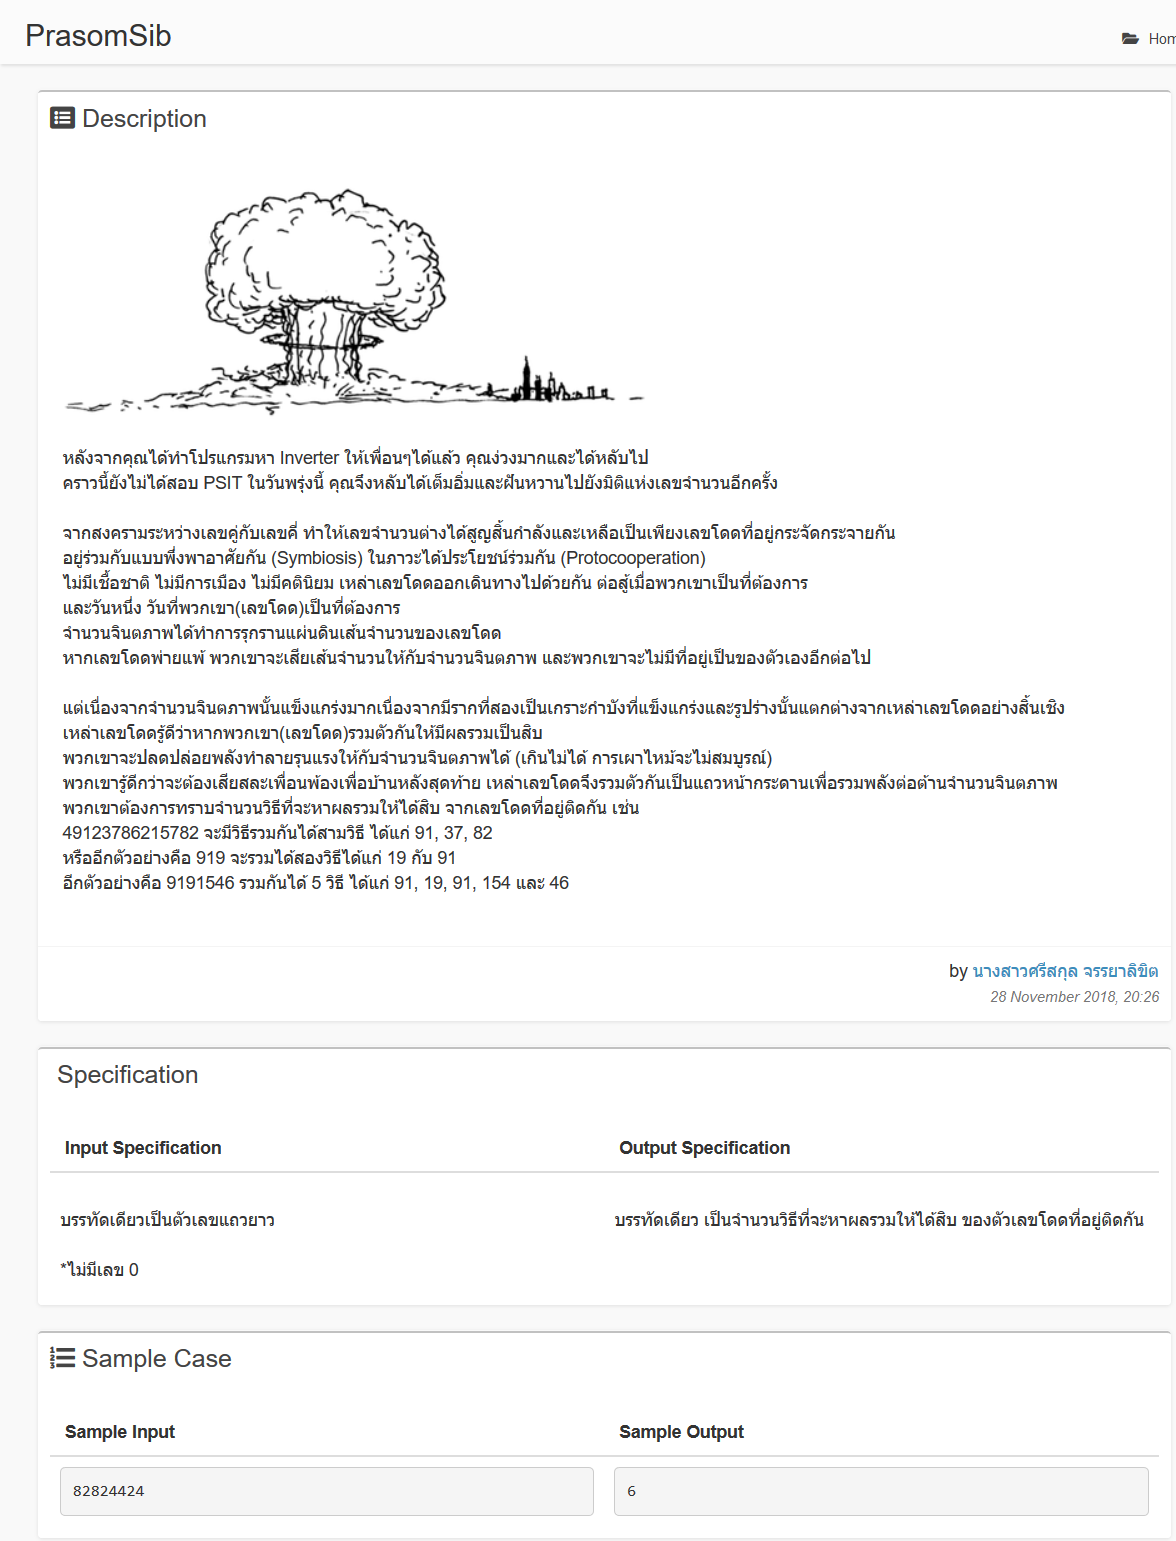 PrasomSib
Hom
Description
หลังจากคุณได้ทำโปรแกรมหา Inverter ให้เพื่อนๆได้แล้ว คุณง่วงมากและได้หลับไป
คราวนี้ยังไม่ได้สอบ PSIT ในวันพรุ่งนี้ คุณจึงหลับได้เต็มอิ่มและฝันหวานไปยังมิติแห่งเลขจำนวนอีกครั้ง
จากสงครามระหว่างเลขคู่กับเลขคี่ ทำให้เลขจำนวนต่างได้สูญสิ้นกำลังและเหลือเป็นเพียงเลขโดดที่อยู่กระจัดกระจายกัน
อยู่ร่วมกับแบบพึ่งพาอาศัยกัน (Symbiosis) ในภาวะได้ประโยชน์ร่วมกัน (Protocooperation)
ไม่มีเชื้อชาติ ไม่มีการเมือง ไม่มีคตินิยม เหล่าเลขโดดออกเดินทางไปด้วยกัน ต่อสู้เมื่อพวกเขาเป็นที่ต้องการ
และวันหนึ่ง วันที่พวกเขา(เลขโดด)เป็นที่ต้องการ
จำนวนจินตภาพได้ทำการรุกรานแผ่นดินเส้นจำนวนของเลขโดด
หากเลขโดดพ่ายแพ้ พวกเขาจะเสียเส้นจำนวนให้กับจำนวนจินตภาพ และพวกเขาจะไม่มีที่อยู่เป็นของตัวเองอีกต่อไป
แต่เนื่องจากจำนวนจินตภาพนั้นแข็งแกร่งมากเนื่องจากมีรากที่สองเป็นเกราะกำบังที่แข็งแกร่งและรูปร่างนั้นแตกต่างจากเหล่าเลขโดดอย่างสิ้นเชิง
เหล่าเลขโดดรู้ดีว่าหากพวกเขา(เลขโดด)รวมตัวกันให้มีผลรวมเป็นสิบ
พวกเขาจะปลดปล่อยพลังทำลายรุนแรงให้กับจำนวนจินตภาพได้ (เกินไม่ได้ การเผาไหม้จะไม่สมบูรณ์)
พวกเขารู้ดีกว่าจะต้องเสียสละเพื่อนพ้องเพื่อบ้านหลังสุดท้าย เหล่าเลขโดดจึงรวมตัวกันเป็นแถวหน้ากระดานเพื่อรวมพลังต่อต้านจำนวนจินตภาพ
พวกเขาต้องการทราบจำนวนวิธีที่จะหาผลรวมให้ได้สิบ จากเลขโดดที่อยู่ติดกัน เช่น
49123786215782 จะมีวิธีรวมกันได้สามวิธี ได้แก่ 91, 37, 82
หรืออีกตัวอย่างคือ 919 จะรวมได้สองวิธีได้แก่ 19 กับ 91
อีกตัวอย่างคือ 9191546 รวมกันได้ 5 วิธี ได้แก่ 91, 19, 91, 154 และ 46
by นางสาวศรีสกุล จรรยาลิขิต
28 November 2018, 20:26
Specification
Input Specification
Output Specification
บรรทัดเดียวเป็นตัวเลขแถวยาว
*ไม่มีเลข 0
บรรทัดเดียว เป็นจำนวนวิธีที่จะหาผลรวมให้ได้สิบ ของตัวเลขโดดที่อยู่ติดกัน
Sample Case
Sample Input
Sample Output
82824424
6